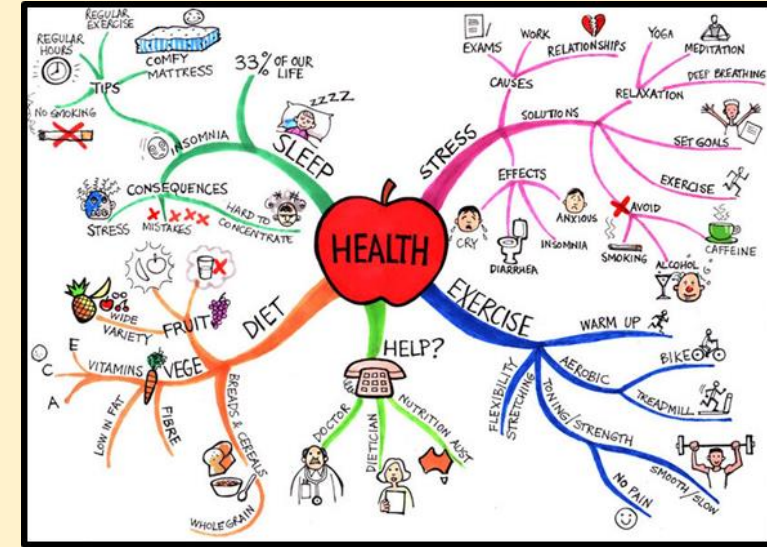 HEALTH
SLEEP
33% OF OUR
LIFE
zzzz
INSOMNIA
TIPS
REGULAR
EXERCISE
REGULAR
HOURS
COMFY
MATTRESS
NO SMOKING
CONSEQUENCES
STRESS
MISTAKES
HARD TO
CONCENTRATE
STRESS
CAUSES
EXAMS
WORK
RELATIONSHIPS
SOLUTIONS
RELAXATION
YOGA
MEDITATION
DEEP BREATHING
SET GOALS
EXERCISE
AVOID
SMOKING
ALCOHOL
CAFFEINE
EFFECTS
CRY
DIARRHEA
INSOMNIA
ANXIOUS
EXERCISE
WARM UP
AEROBIC
BIKE
TREADMILL
TONING/STRENGTH
SMOOTH/SLOW
NO PAIN
FLEXIBILITY
STRETCHING
HELP?
DOCTOR
DIETICIAN
NUTRITION AUST
DIET
FRUIT
WIDE
VARIETY
VEGE
VITAMINS
E
C
A
LOW IN FAT
FIBRE
BREADS & CEREALS
WHOLEGRAIN